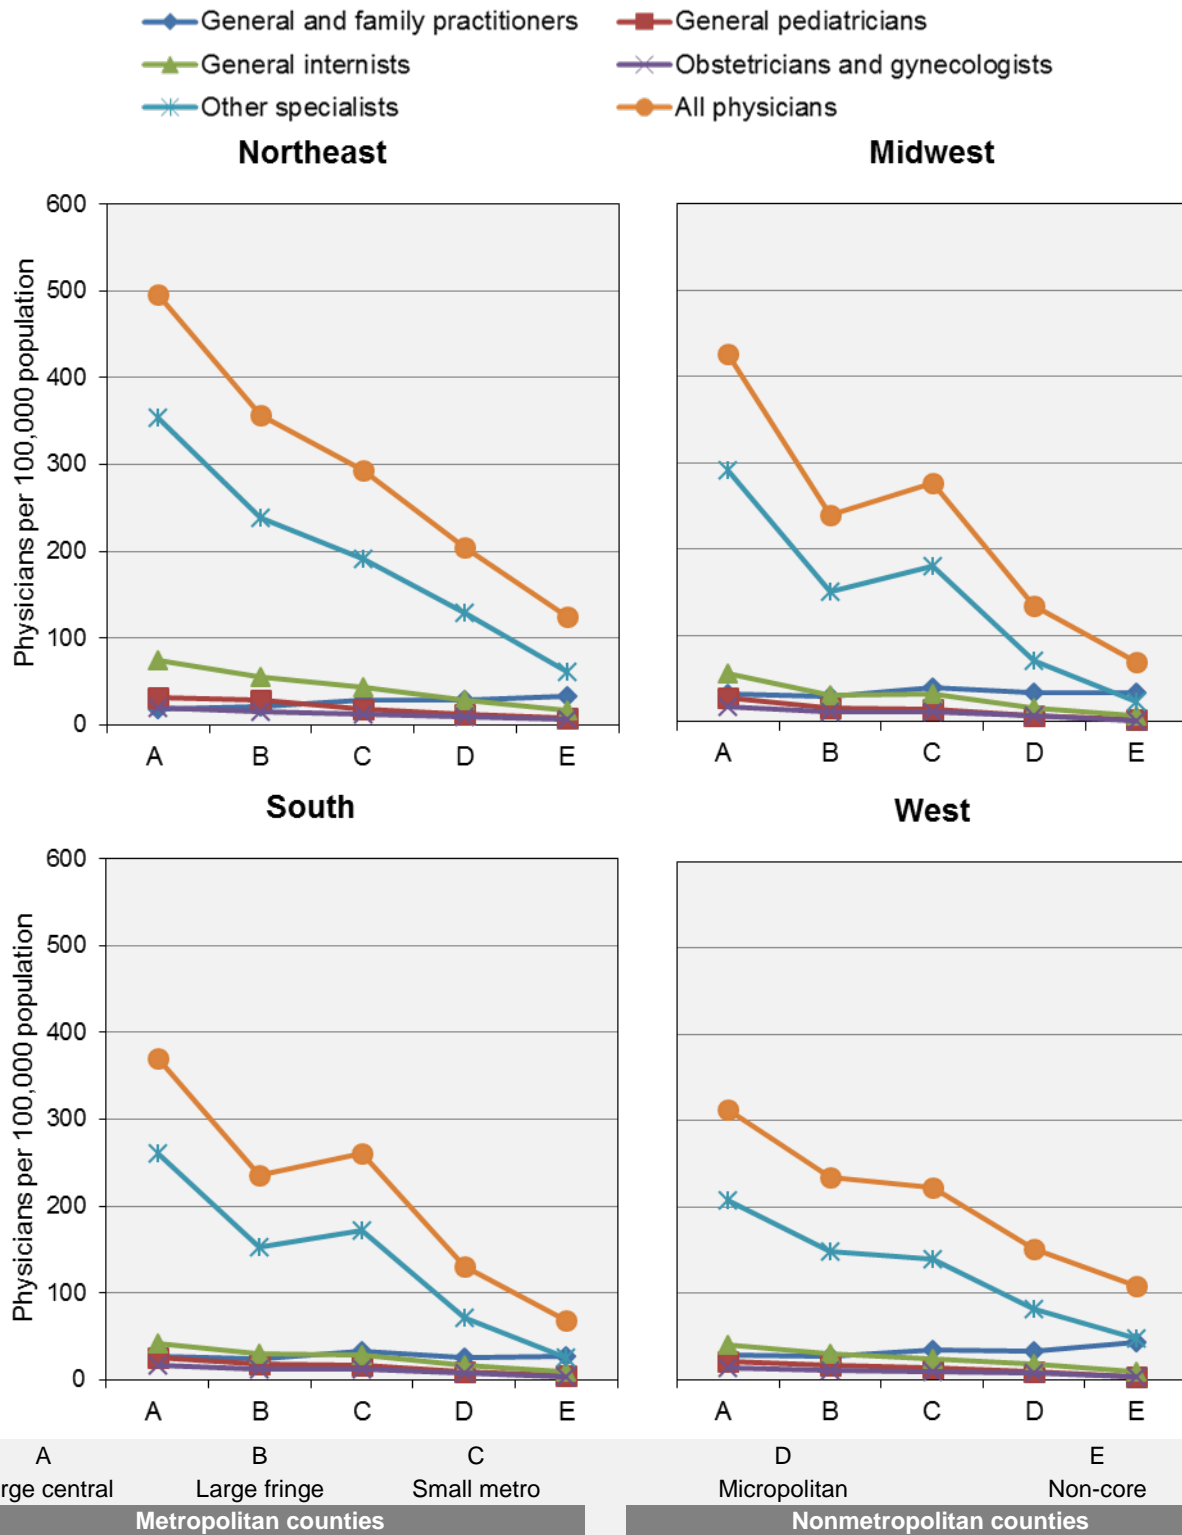 General and family practitioners General pediatricians
General internists Obstetricians and gynecologists
Other specialists All physicians
Northeast Midwest
Physicians per 100,000 population
600
500
400
300
200
100
0
A B C D E A B C D E
South West
Physicians per 100,000 population
600
500
400
300
200
100
0
A B C D E A B C D E
A B C D E
rge central Large fringe Small metro Micropolitan Non-core
Metropolitan counties Nonmetropolitan counties